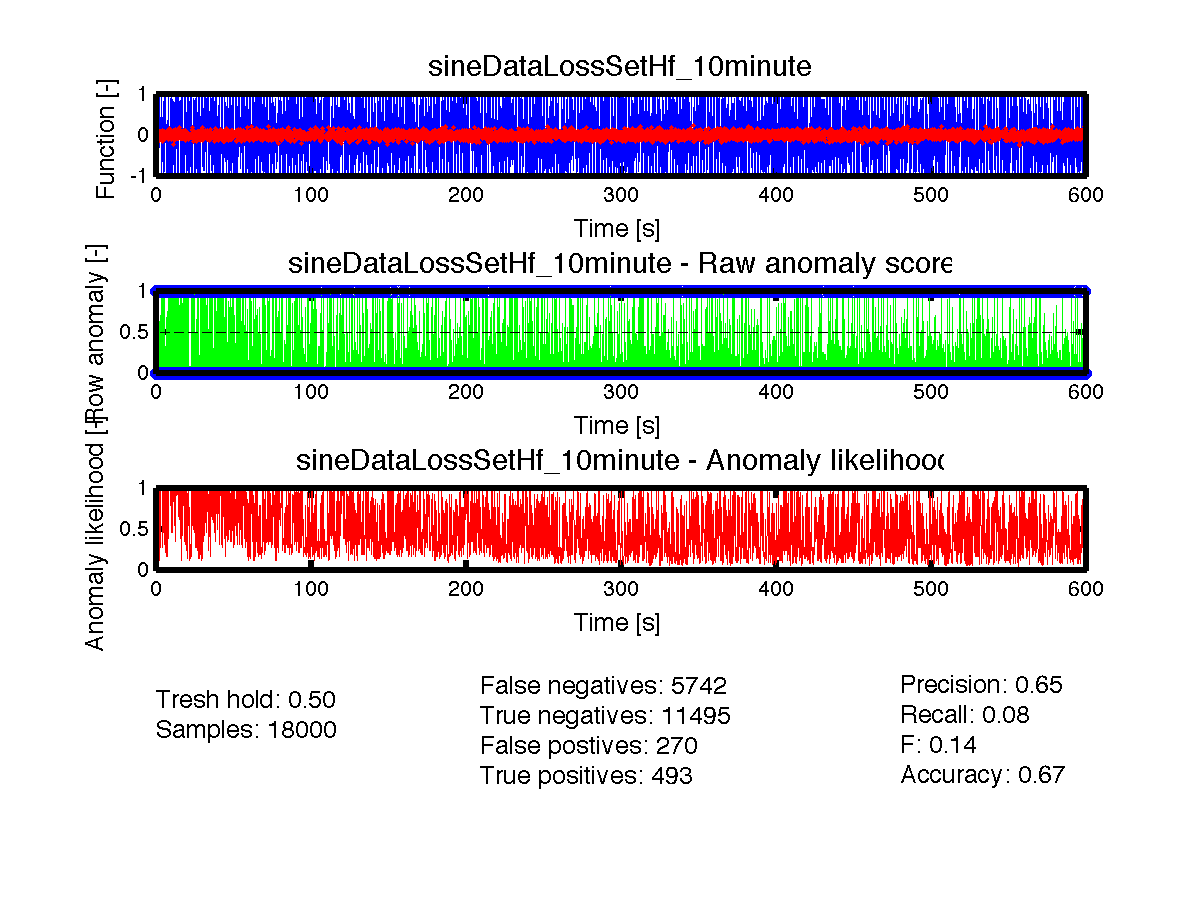 sineDataLossSetHf_10minute
Function [-]
1
0
-1
0 100 200 300 400 500 600
Time [s]
sineDataLossSetHf_10minute - Raw anomaly score
Row anomaly [-]
1
0.5
0
0 100 200 300 400 500 600
Time [s]
sineDataLossSetHf_10minute - Anomaly likelihood
Anomaly likelihood [-]
1
0.5
0
0 100 200 300 400 500 600
Time [s]
Tresh hold: 0.50
Samples: 18000
False negatives: 5742
True negatives: 11495
False postives: 270
True positives: 493
Precision: 0.65
Recall: 0.08
F: 0.14
Accuracy: 0.67